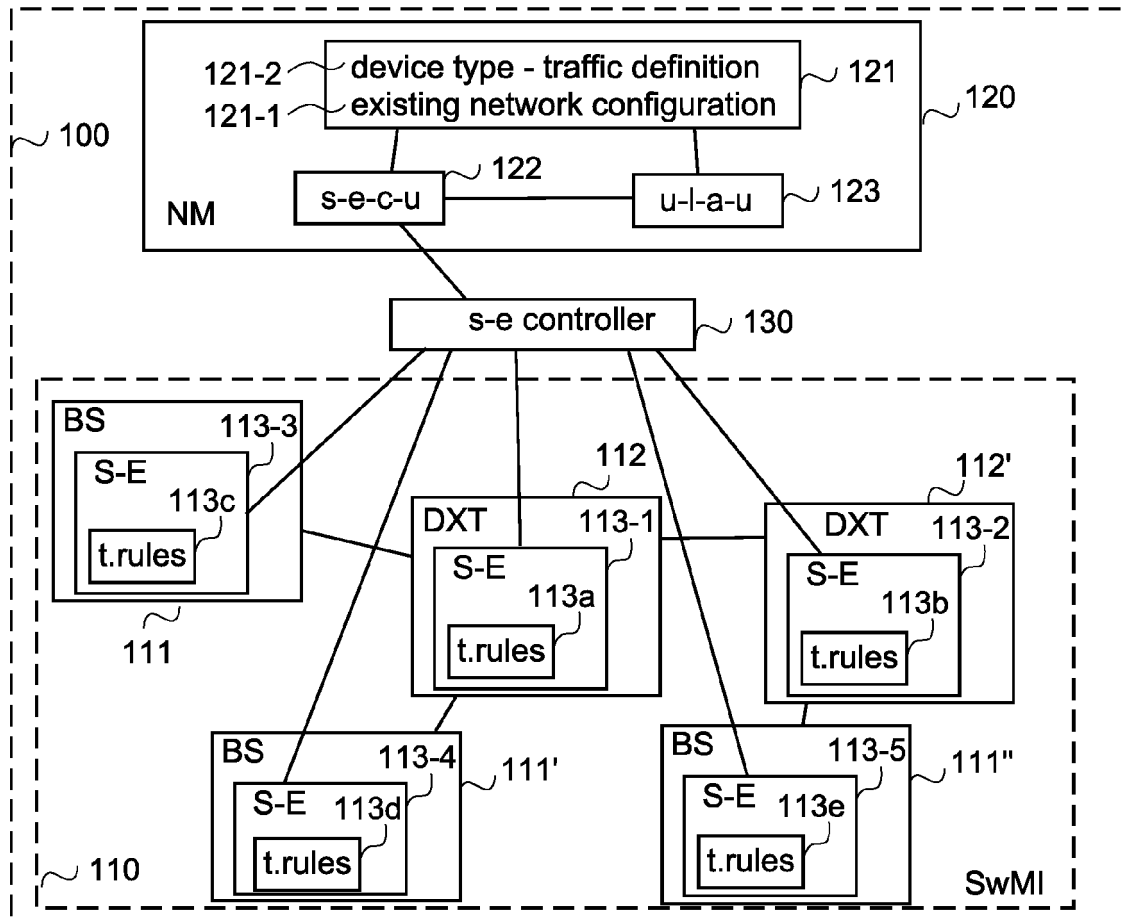 121-2 device type - traffic definition 121
121-1 existing network configuration
120
100
122
s-e-c-u
u-l-a-u 123
NM
s-e controller 130
BS 113-3
S-E
113c
t.rules
111
112
DXT 113-1
S-E
113a
t.rules
112'
DXT 113-2
S-E
113b
t.rules
BS 113-4
S-E
113d
t.rules
111'
BS 113-5
S-E
113e
t.rules
111"
110
SwMI